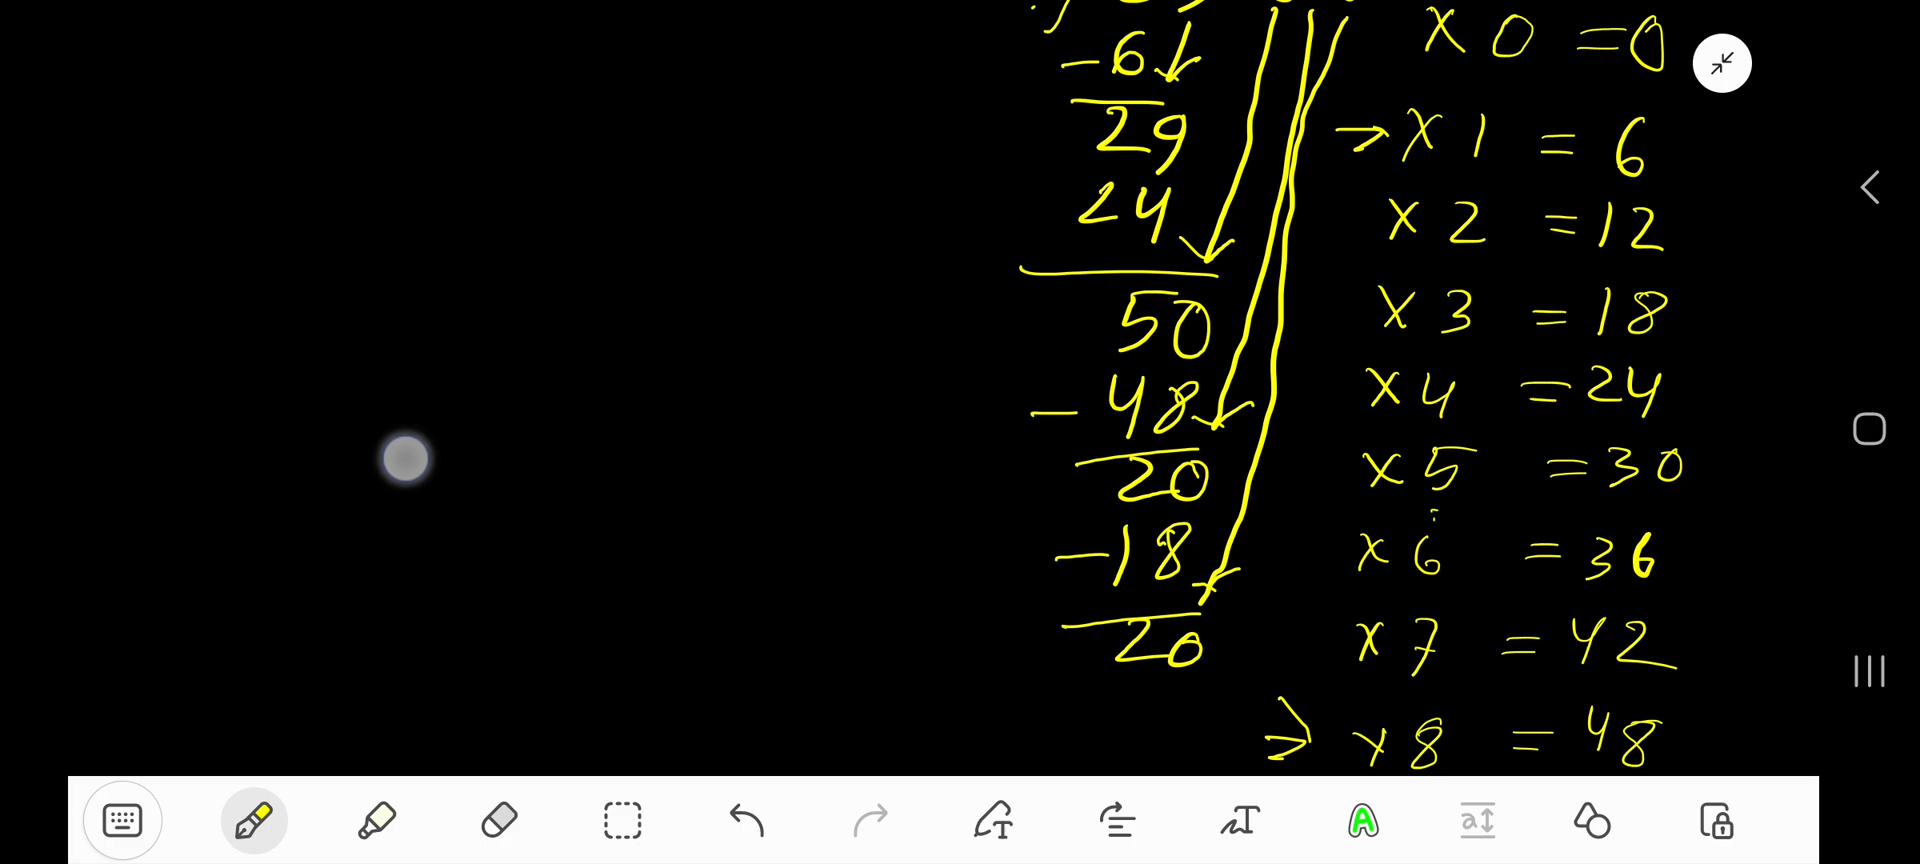 - 6
29
24
50
- 48
20
- 18
20
x 0 = 0
→ x 1 = 6
x 2 = 12
x 3 = 18
x 4 = 24
x 5 = 30
x 6 = 36
x 7 = 42
→ x 8 = 48